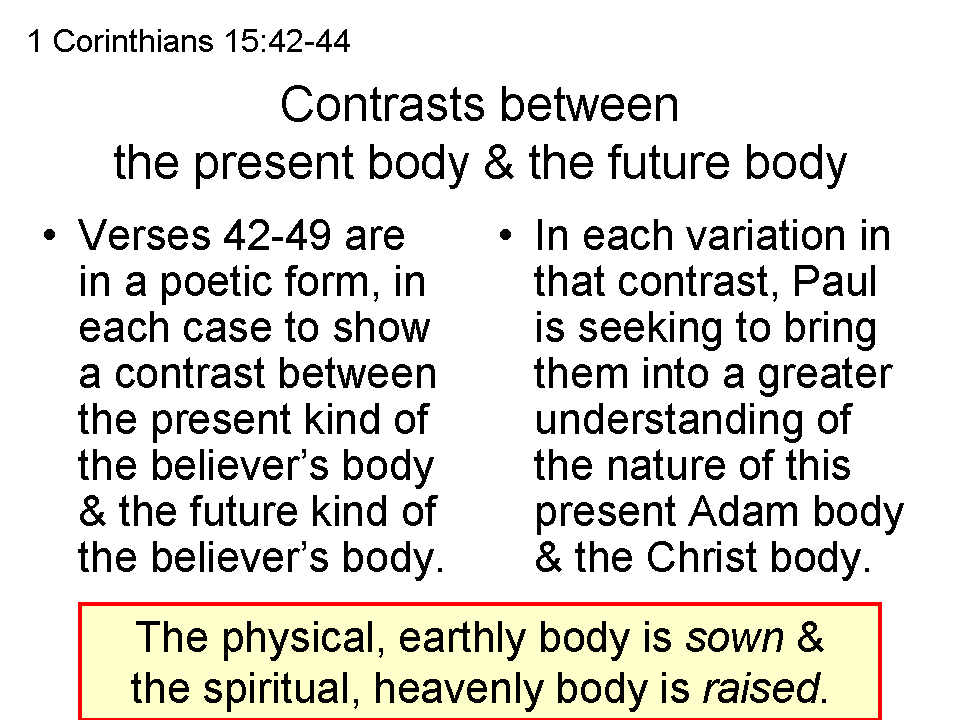 1 Corinthians 15:42-44
Contrasts between
the present body & the future body
• Verses 42-49 are
in a poetic form, in
each case to show
a contrast between
the present kind of
the believer’s body
& the future kind of
the believer’s body.
• In each variation in
that contrast, Paul
is seeking to bring
them into a greater
understanding of
the nature of this
present Adam body
& the Christ body.
The physical, earthly body is sown &
the spiritual, heavenly body is raised.